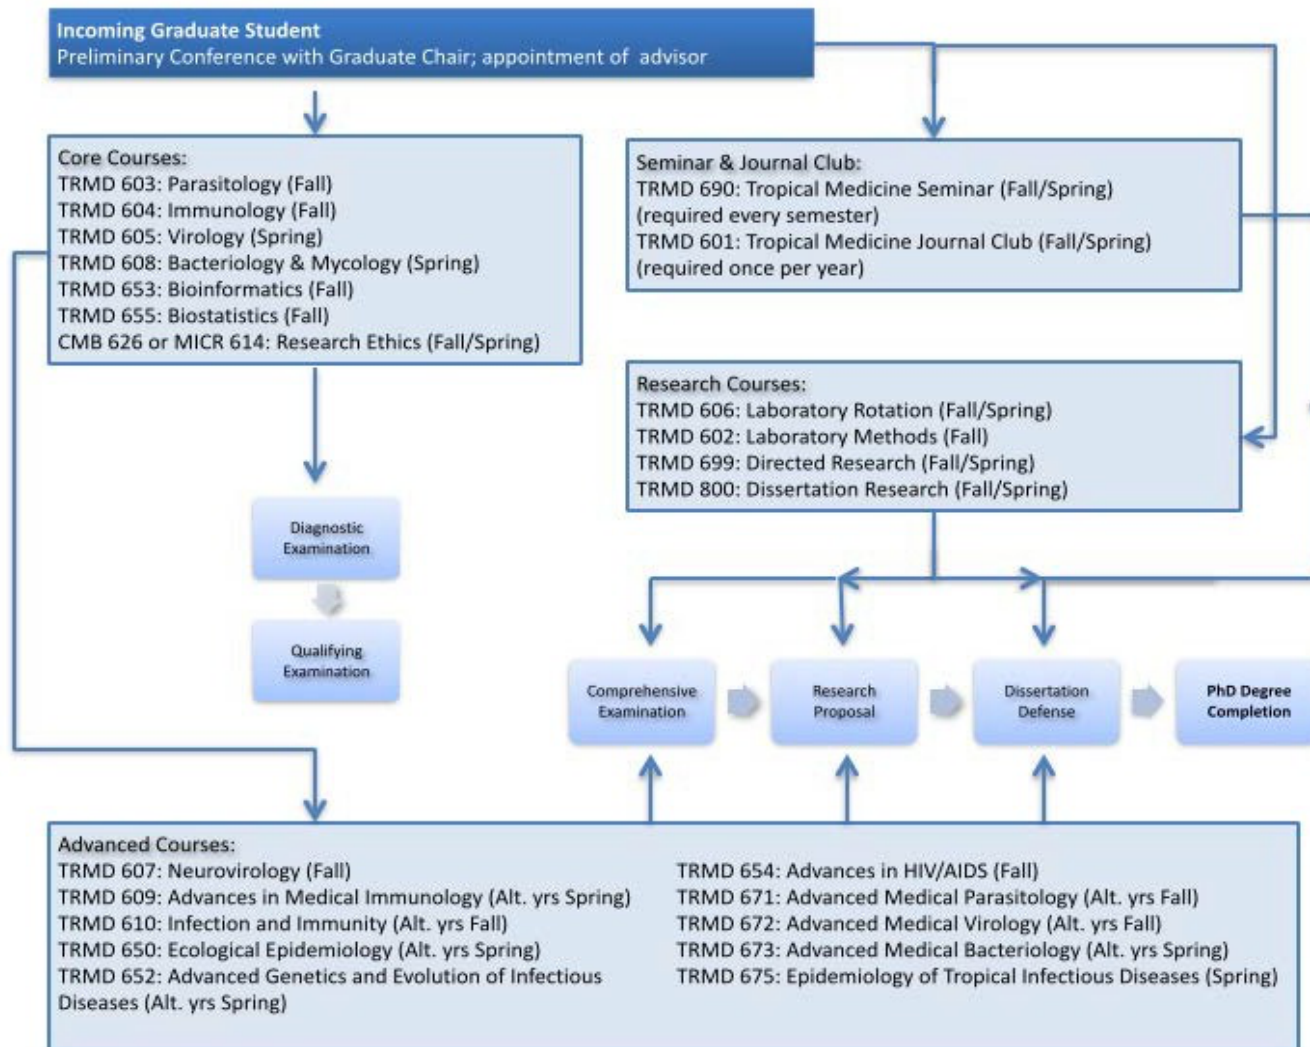 Incoming Graduate Student
Preliminary Conference with Graduate Chair; appointment of advisor
Core Courses:
TRMD 603: Parasitology (Fall)
TRMD 604: Immunology (Fall)
TRMD 605: Virology (Spring)
TRMD 608: Bacteriology & Mycology (Spring)
TRMD 653: Bioinformatics (Fall)
TRMD 655: Biostatistics (Fall)
CMB 626 or MICR 614: Research Ethics (Fall/Spring)
Seminar & Journal Club:
TRMD 690: Tropical Medicine Seminar (Fall/Spring)
(required every semester)
TRMD 601: Tropical Medicine Journal Club (Fall/Spring)
(required once per year)
Research Courses:
TRMD 606: Laboratory Rotation (Fall/Spring)
TRMD 602: Laboratory Methods (Fall)
TRMD 699: Directed Research (Fall/Spring)
TRMD 800: Dissertation Research (Fall/Spring)
Diagnostic
Examination
Qualifying
Examination
Comprehensive
Examination
Research
Proposal
Dissertation
Defense
PhD Degree
Completion
Advanced Courses:
TRMD 607: Neurovirology (Fall)
TRMD 609: Advances in Medical Immunology (Alt. yrs Spring)
TRMD 610: Infection and Immunity (Alt. yrs Fall)
TRMD 650: Ecological Epidemiology (Alt. yrs Spring)
TRMD 652: Advanced Genetics and Evolution of Infectious
Diseases (Alt. yrs Spring)
TRMD 654: Advances in HIV/AIDS (Fall)
TRMD 671: Advanced Medical Parasitology (Alt. yrs Fall)
TRMD 672: Advanced Medical Virology (Alt. yrs Fall)
TRMD 673: Advanced Medical Bacteriology (Alt. yrs Spring)
TRMD 675: Epidemiology of Tropical Infectious Diseases (Spring)